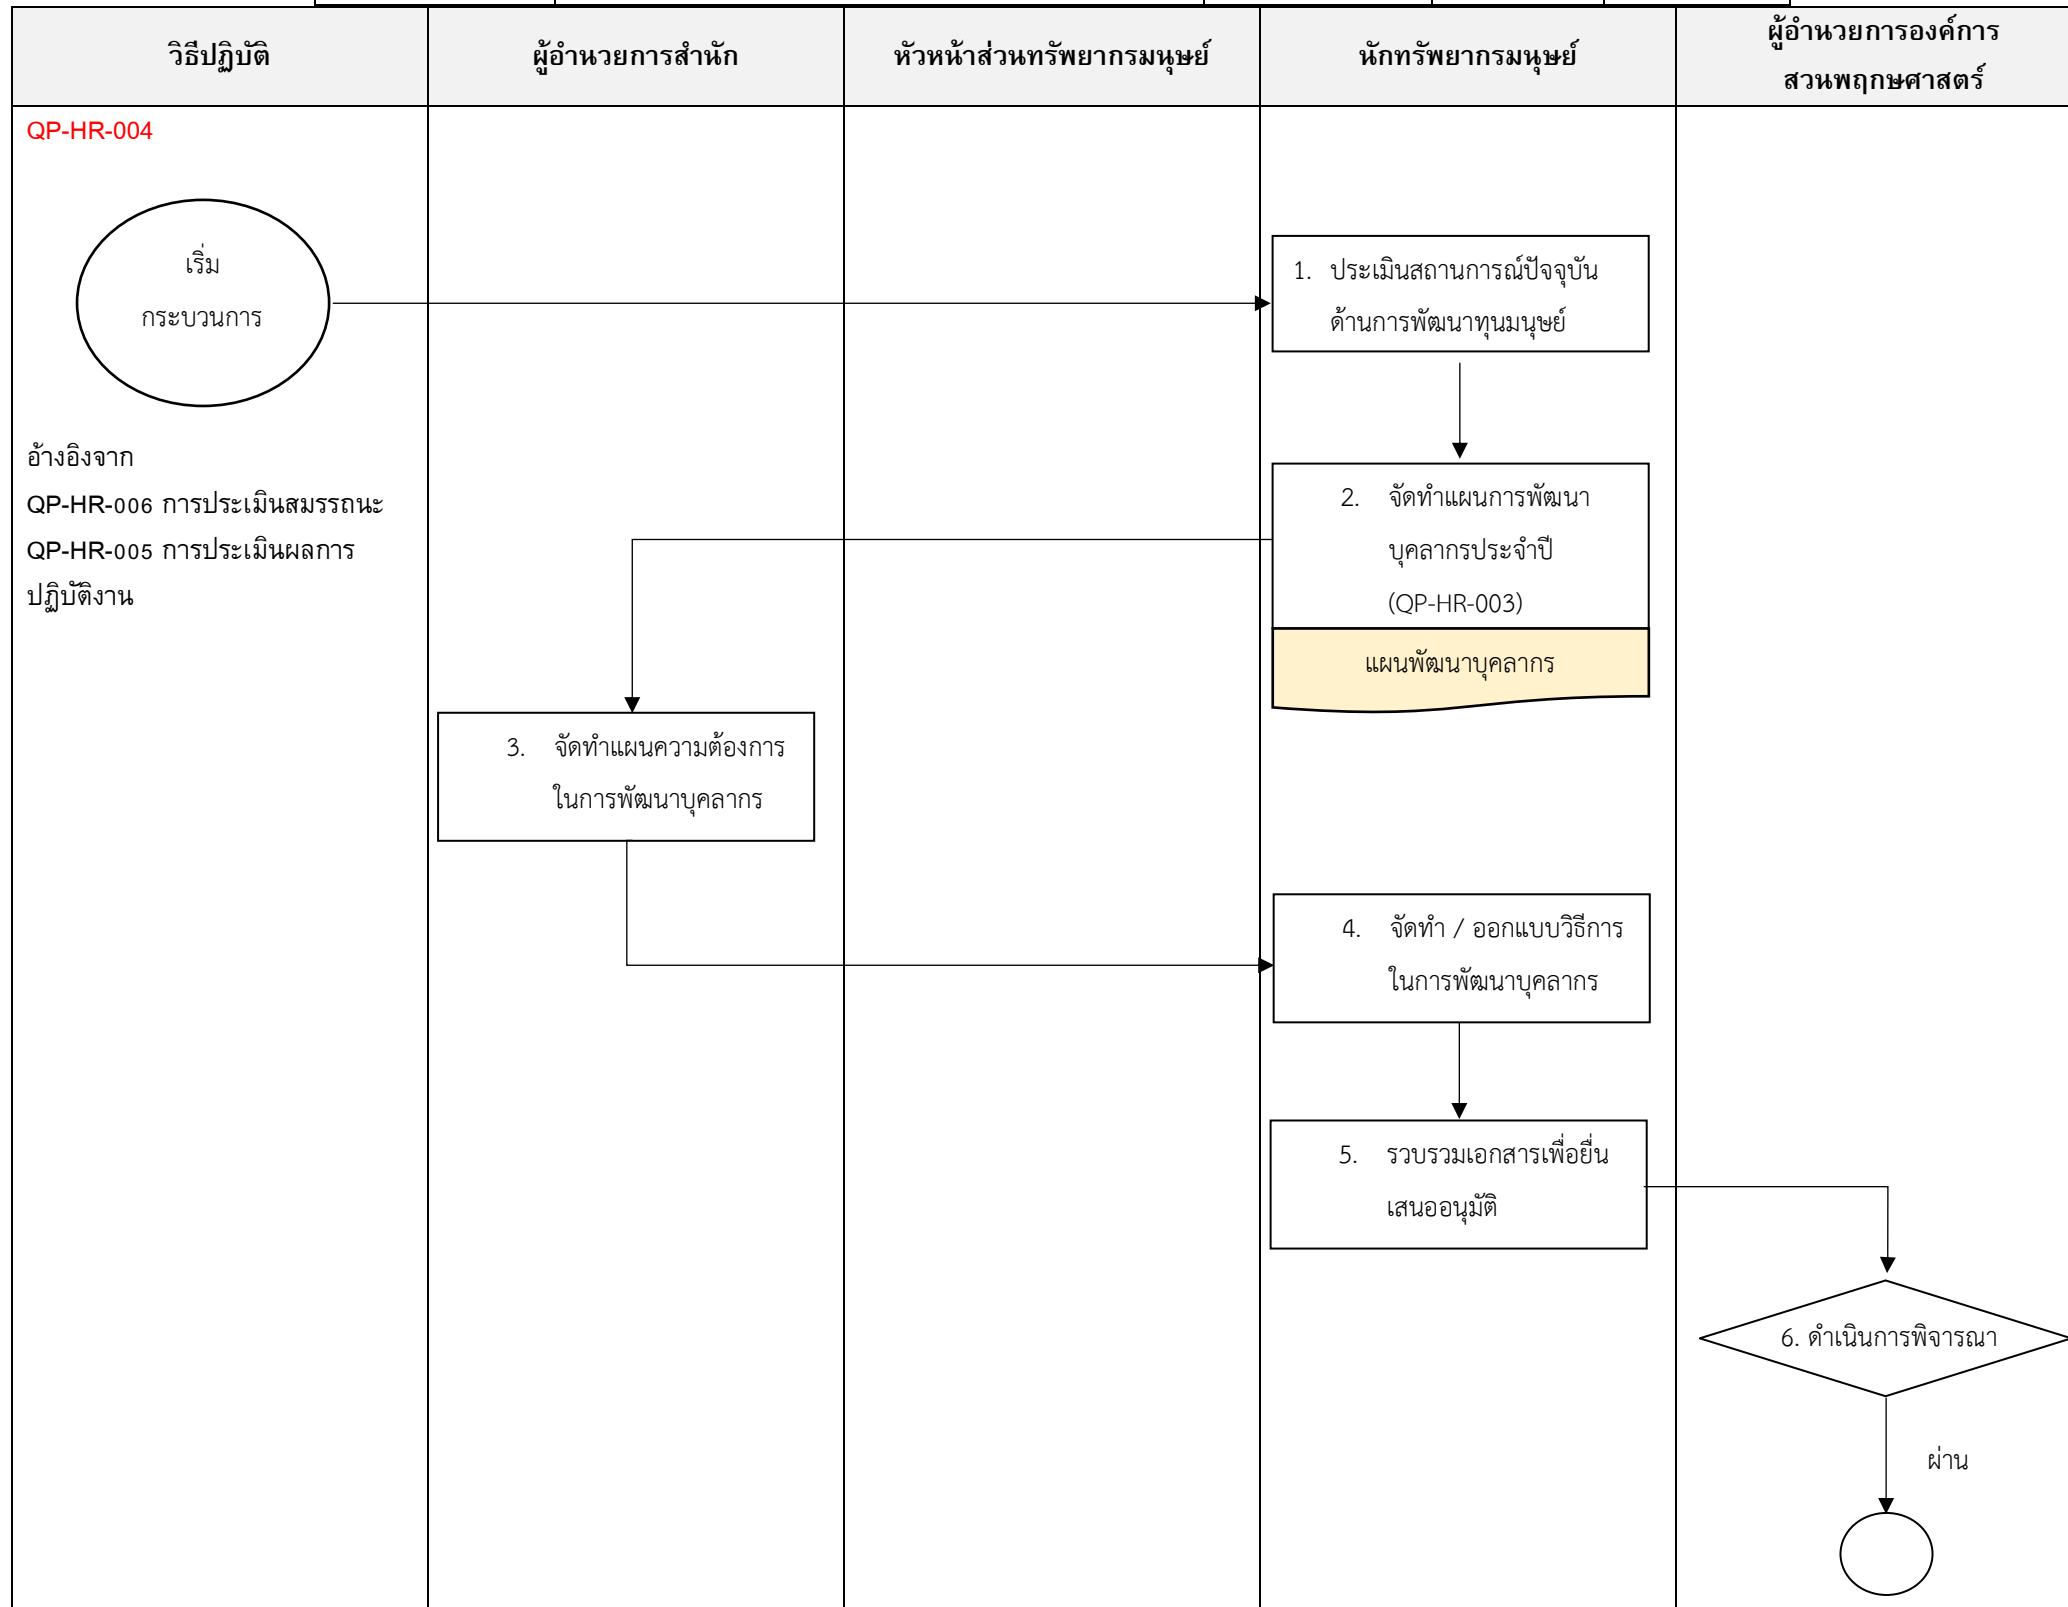 วิธีปฏิบัติ
ผู้อำนวยการสำนัก
หัวหน้าส่วนทรัพยากรมนุษย์
นักทรัพยากรมนุษย์
ผู้อำนวยการองค์การ
สวนพฤกษศาสตร์
QP-HR-004
เริ่ม
กระบวนการ
อ้างอิงจาก
QP-HR-006 การประเมินสมรรถนะ
QP-HR-005 การประเมินผลการ
ปฏิบัติงาน
1. ประเมินสถานการณ์ปัจจุบัน
ด้านการพัฒนาทุนมนุษย์
2. จัดทำแผนการพัฒนา
บุคลากรประจำปี
(QP-HR-003)
แผนพัฒนาบุคลากร
3. จัดทำแผนความต้องการ
ในการพัฒนาบุคลากร
4. จัดทำ / ออกแบบวิธีการ
ในการพัฒนาบุคลากร
5. รวบรวมเอกสารเพื่อยื่น
เสนออนุมัติ
6. ดำเนินการพิจารณา
ผ่าน